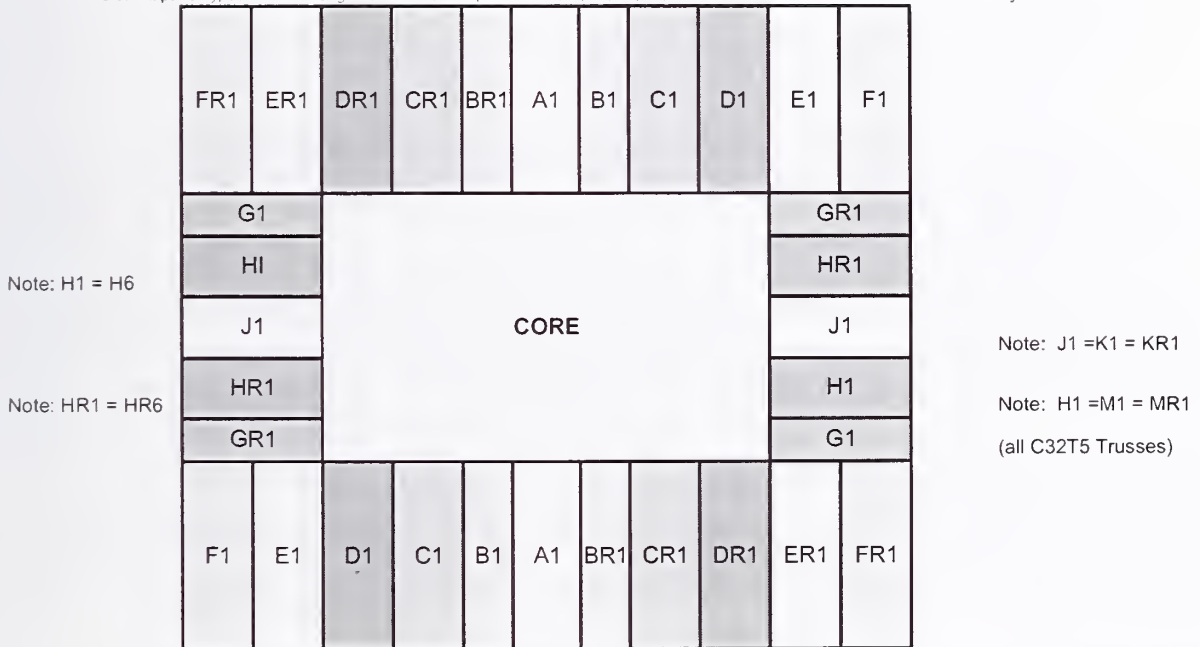 FR1 ER1 DR1 CR1 BR1 A1 B1 C1 D1 E1 F1
G1 GR1
HI HR1
Note: H1 = H6
J1 CORE J1
Note: J1 =K1 = KR1
HR1 H1
Note: HR1 = HR6
Note: H1 =M1 = MR1
GR1 G1
(all C32T5 Trusses)
F1 E1 D1 C1 B1 A1 BR1 CR1 DR1 ER1 FR1